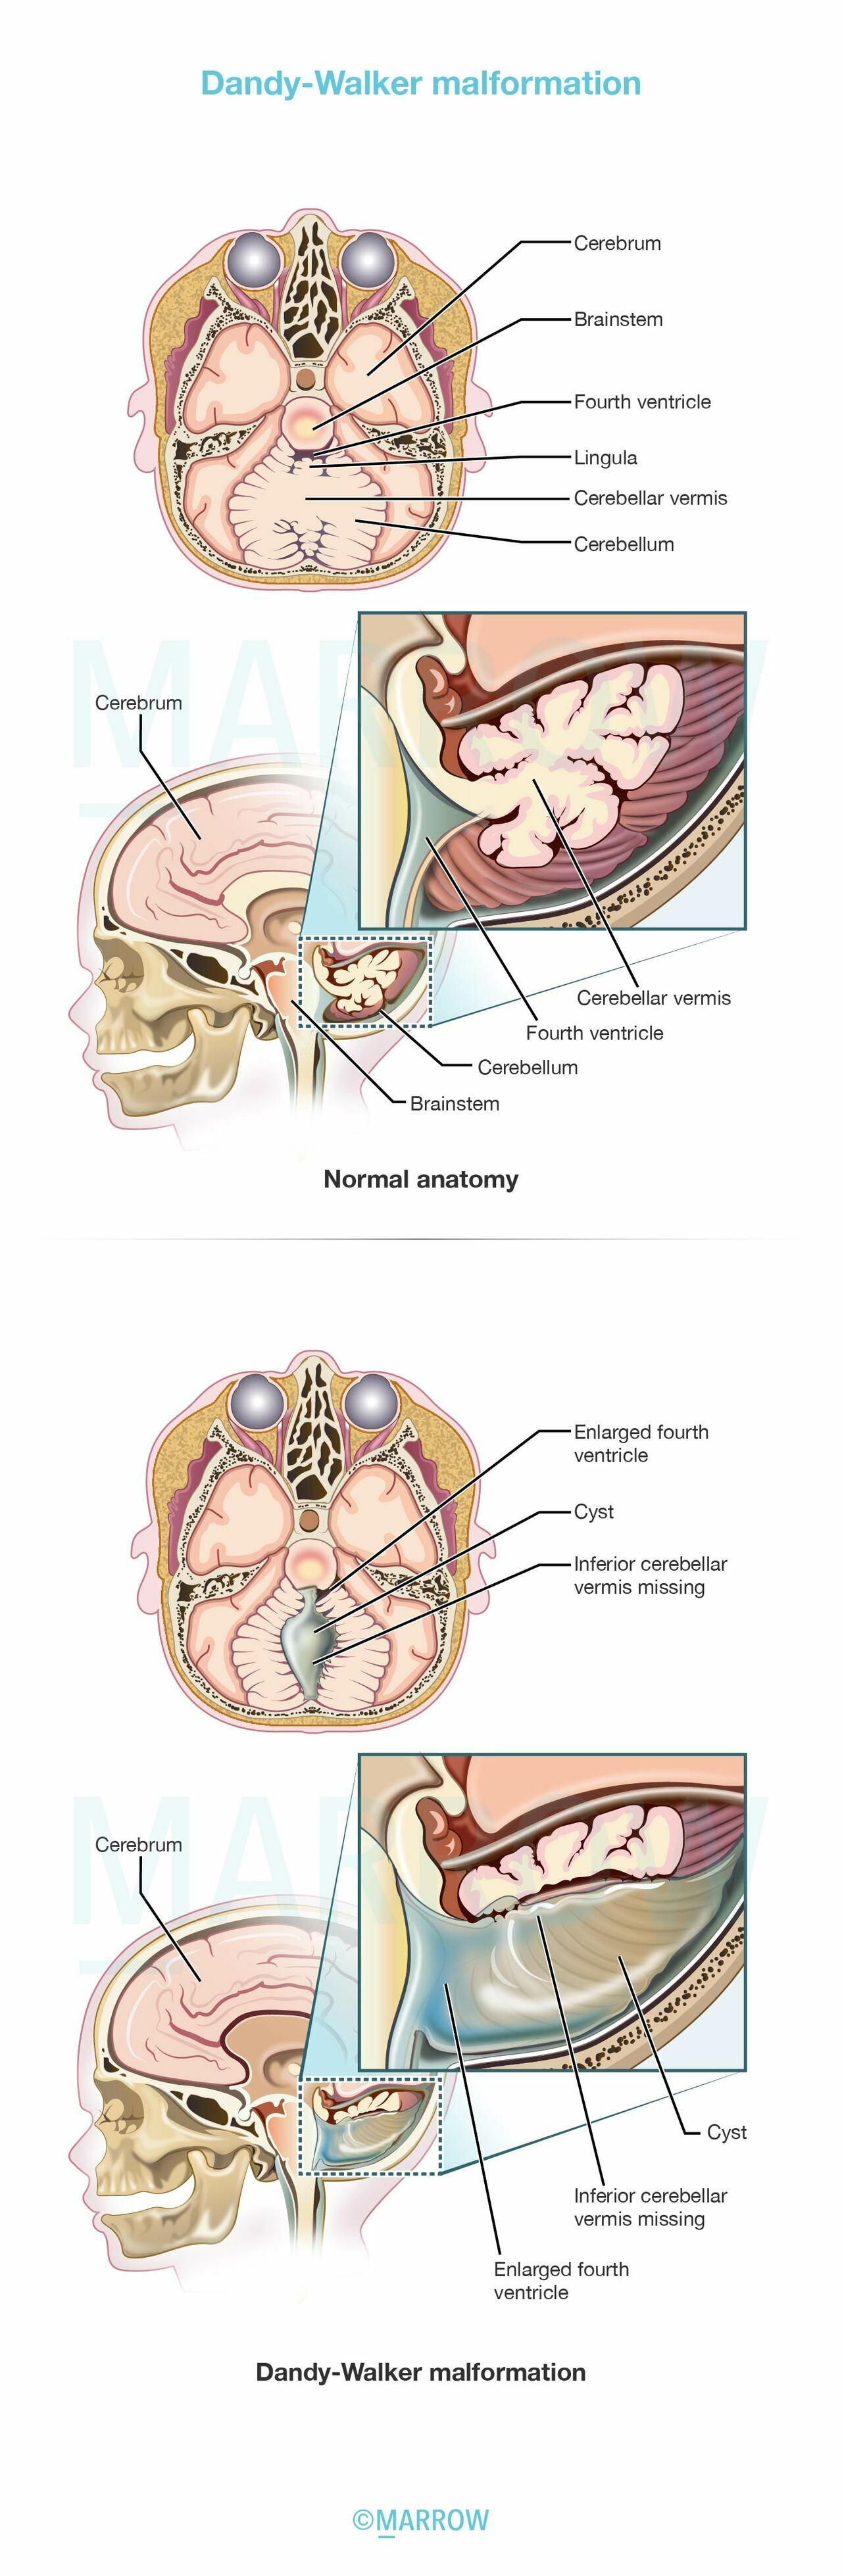 Dandy-Walker malformation
Cerebrum
Brainstem
Fourth ventricle
Lingula
Cerebellar vermis
Cerebellum
MARROW
Cerebrum
Cerebellar vermis
Fourth ventricle
Cerebellum
Brainstem
Normal anatomy
Enlarged fourth
ventricle
Cyst
Inferior cerebellar
vermis missing
MARROW
Cerebrum
Cyst
Inferior cerebellar
vermis missing
Enlarged fourth
ventricle
Dandy-Walker malformation
©MARROW